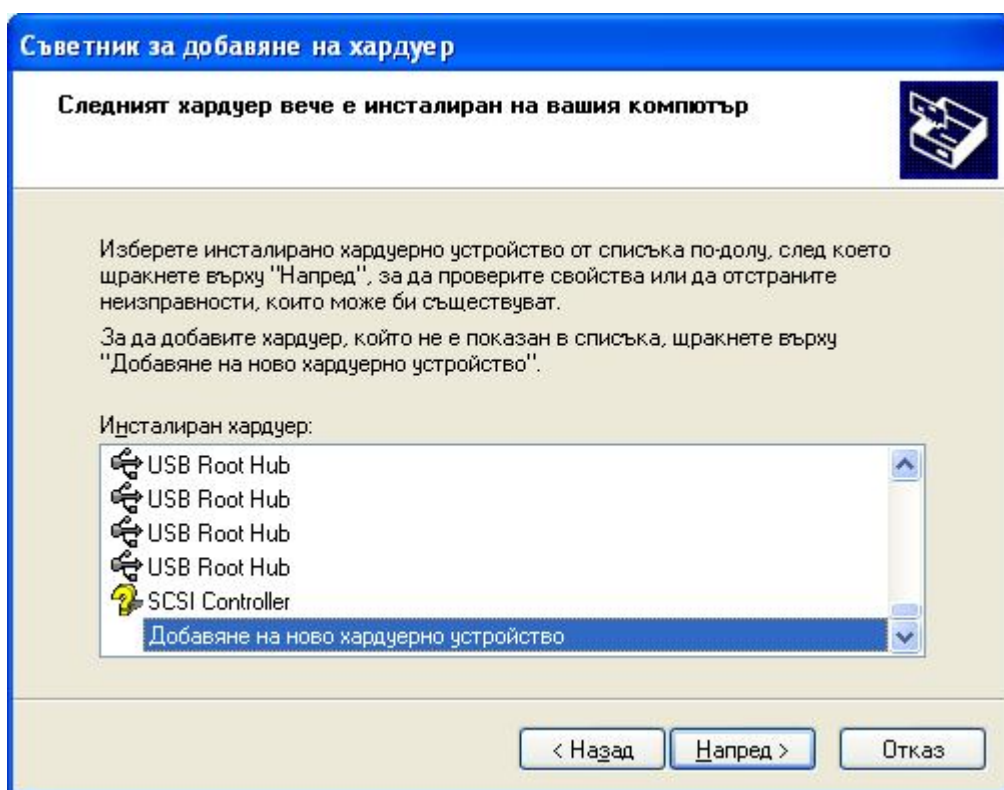 Съветник за добавяне на хардуер
Следният хардуер вече е инсталиран на вашия компютър
Изберете инсталирано хардуерно устройство от списъка по-долу, след което
щракнете върху "Напред", за да проверите свойства или да отстраните
неизправности, които може би съществуват.
За да добавите хардуер, който не е показан в списъка, щракнете върху
"Добавяне на ново хардуерно устройство".
Инсталиран хардуер:
USB Root Hub
USB Root Hub
USB Root Hub
USB Root Hub
SCSI Controller
Добавяне на ново хардуерно устройство
< Назад Напред > Отказ